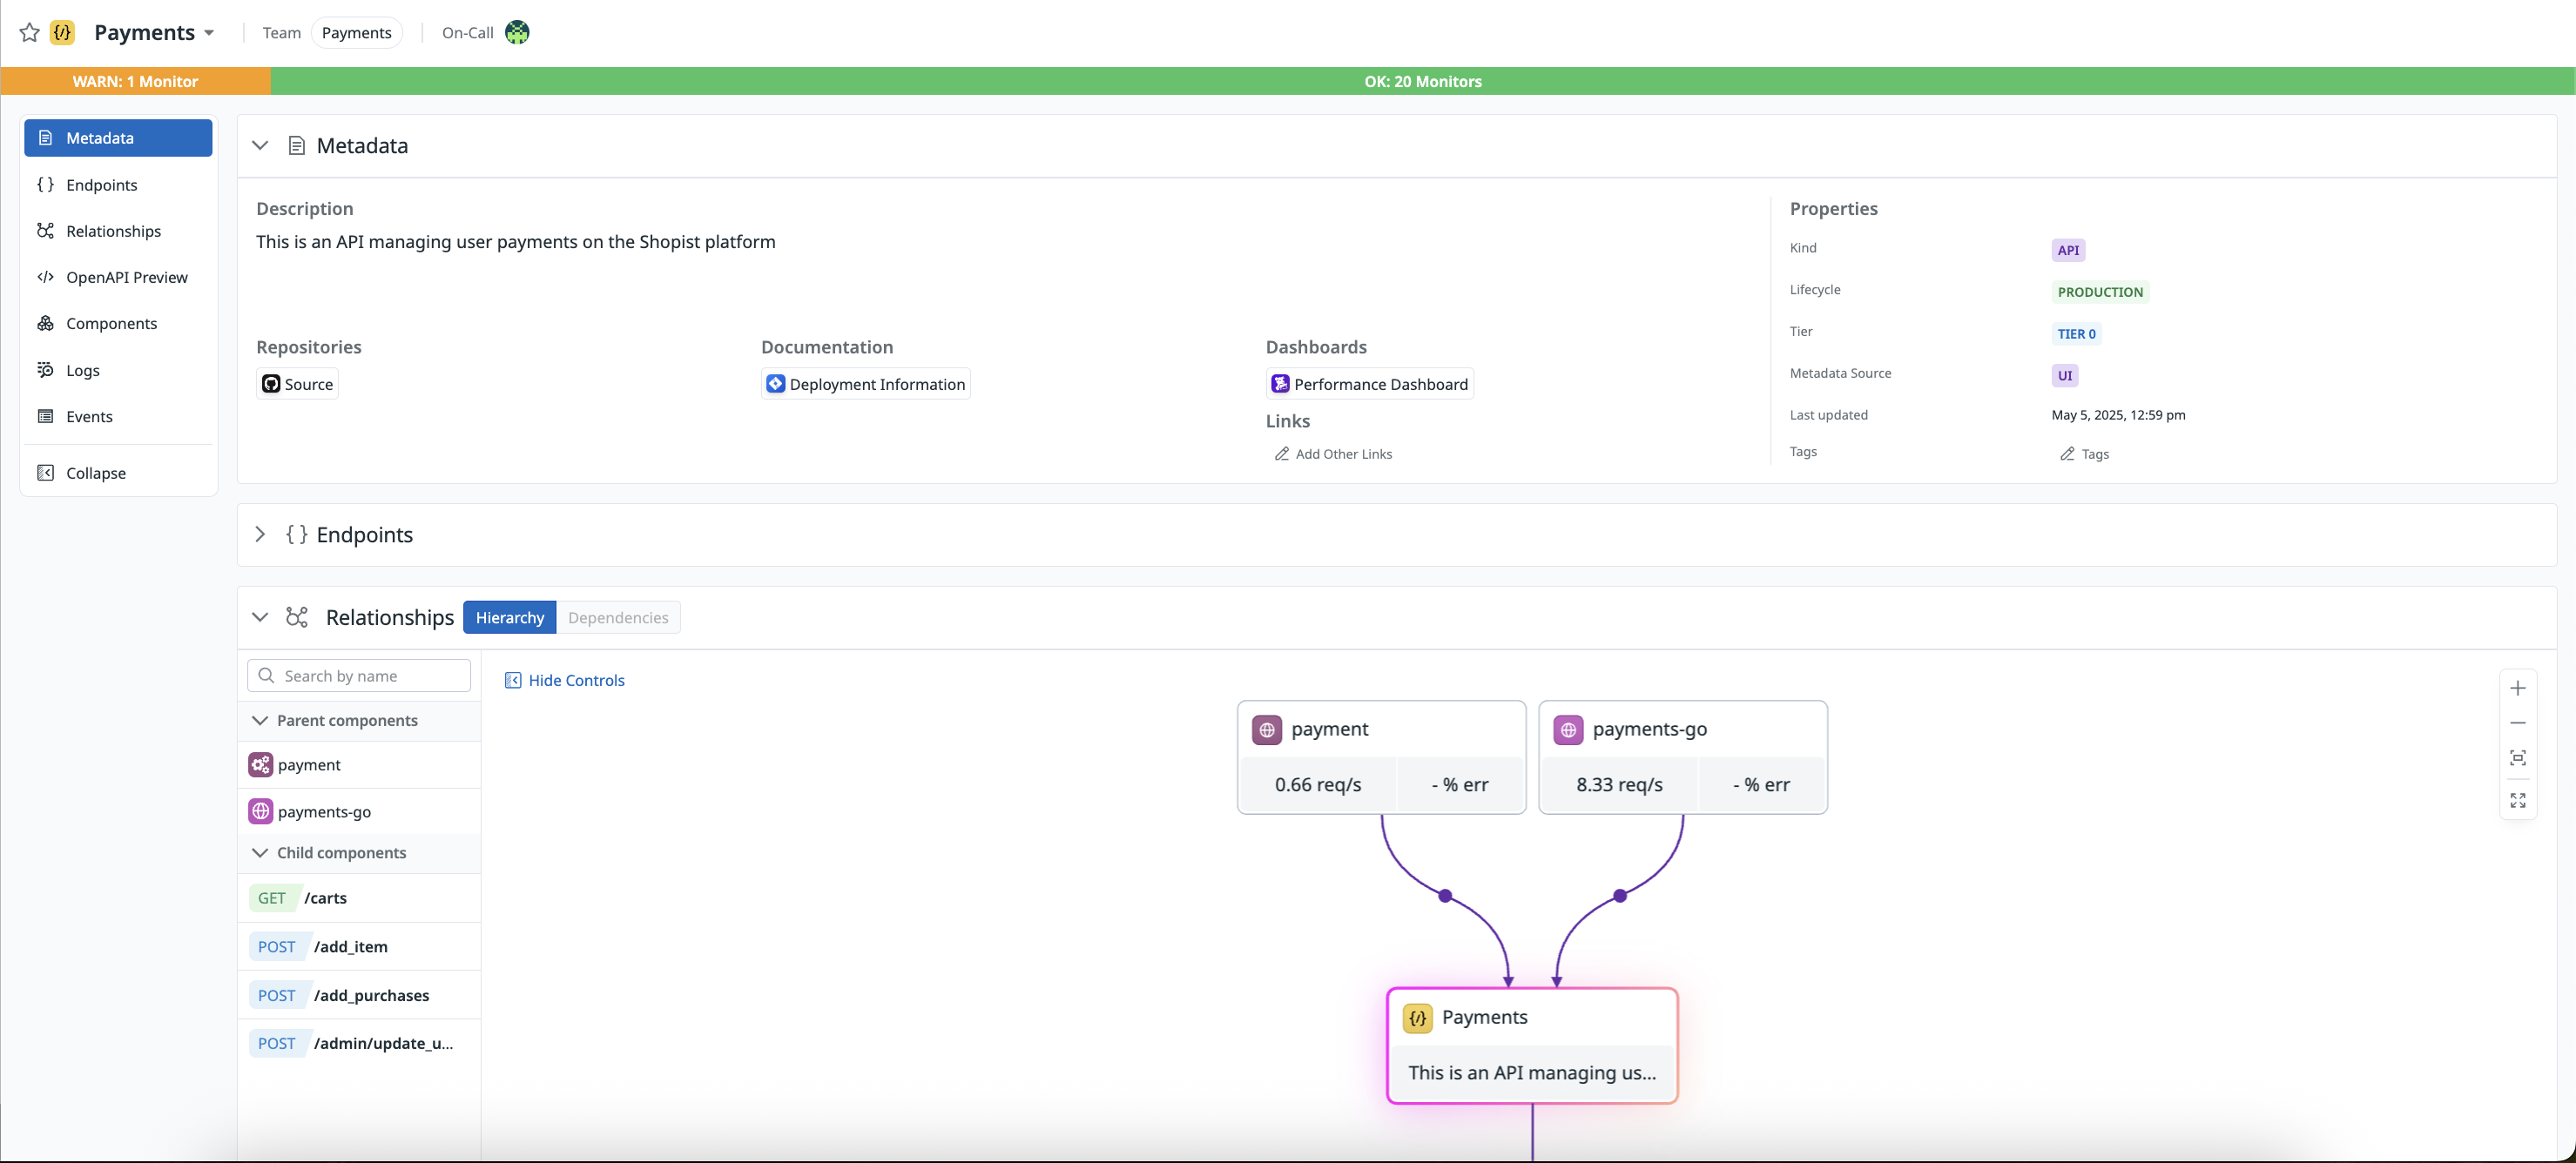 Payments
Team Payments
On-Call
WARN: 1 Monitor
OK: 20 Monitors
Metadata
Endpoints
Relationships
OpenAPI Preview
Components
Logs
Events
Collapse
Metadata
Description
This is an API managing user payments on the Shopist platform
Repositories
Source
Documentation
Deployment Information
Dashboards
Performance Dashboard
Links
Add Other Links
Properties
Kind API
Lifecycle PRODUCTION
Tier TIER 0
Metadata Source UI
Last updated May 5, 2025, 12:59 pm
Tags Tags
{ } Endpoints
Relationships Hierarchy Dependencies
Search by name
Parent components
payment
payments-go
Child components
GET /carts
POST /add_item
POST /add_purchases
POST /admin/update_u...
Hide Controls
payment
0.66 req/s - % err
payments-go
8.33 req/s - % err
Payments
This is an API managing us...